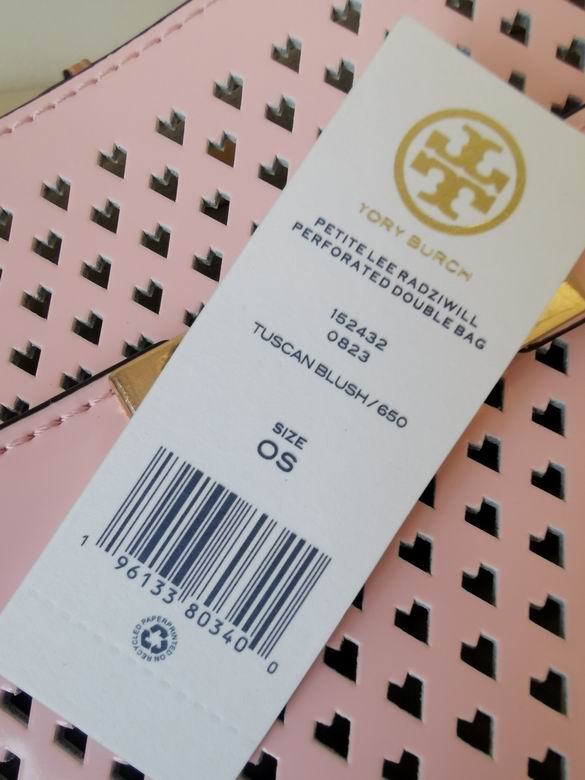 TORY BURCH
PETITE LEE RADZIWILL
PERFORATED DOUBLE BAG
152432
0823
TUSCAN BLUSH / 650
SIZE
OS
1 96133 80340 0
PRINTED ON RECYCLED PAPER